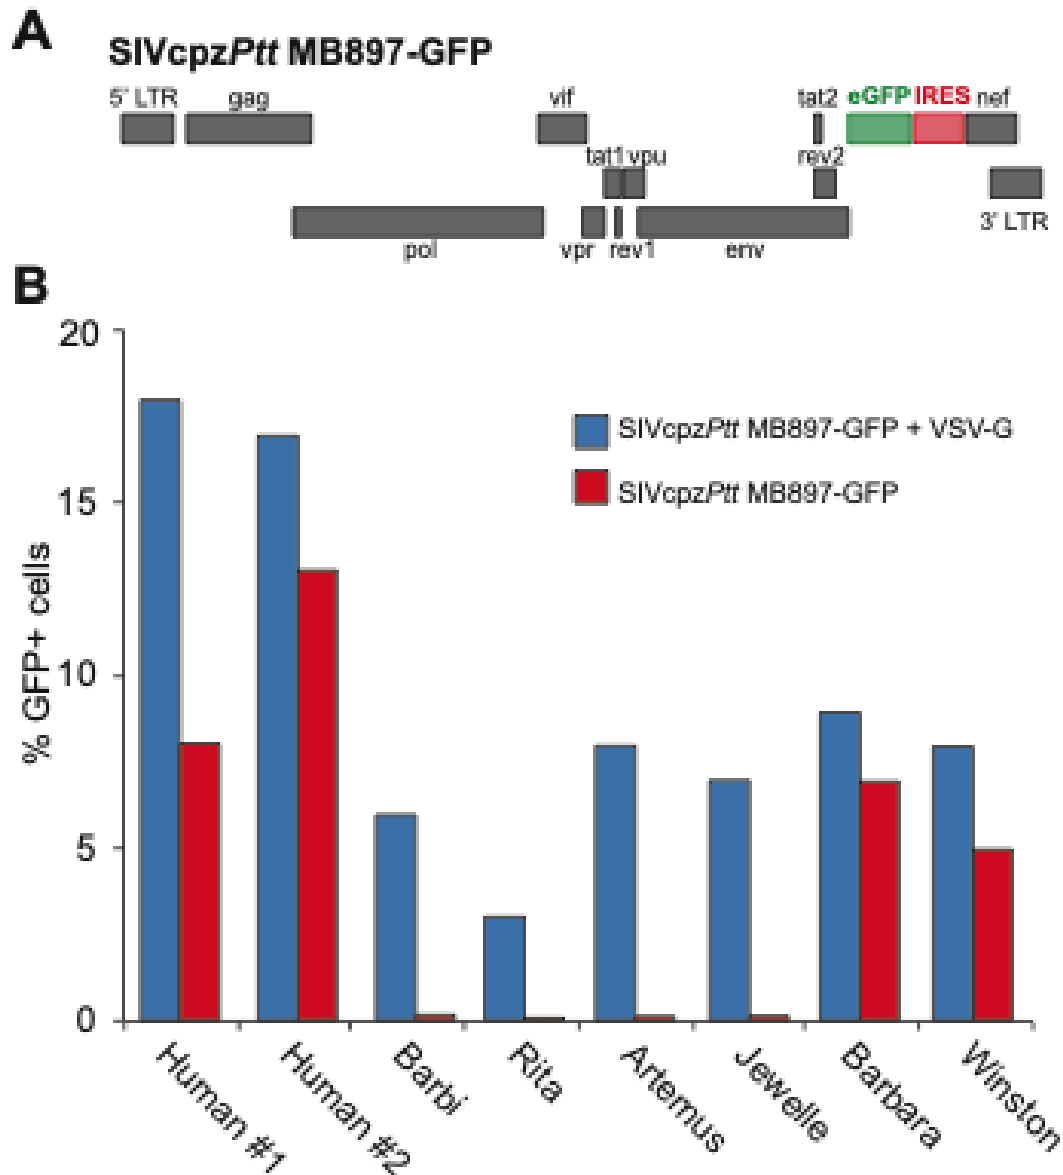 A
SIVcpzPtt MB897-GFP
5' LTR gag vif tat2 eGFP IRES nef
tat1 vpu rev2
3' LTR
pol vpr rev1 env
B
20
15
10
5
0
% GFP+ cells
SIVcpzPtt MB897-GFP + VSV-G
SIVcpzPtt MB897-GFP
Human #1
Human #2
Barbi
Rita
Artemus
Jewelle
Barbara
Winston